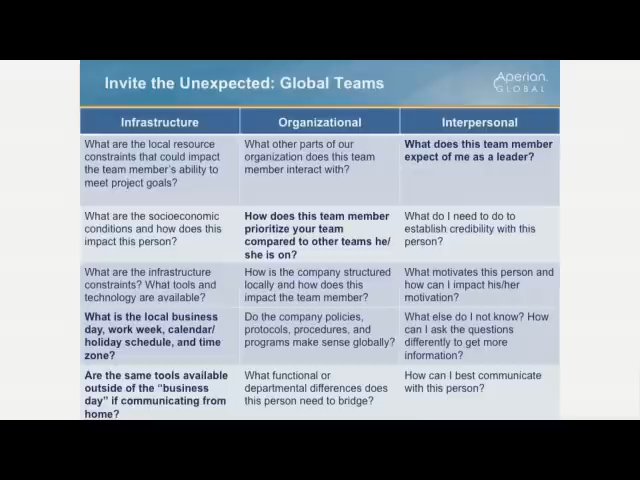 Invite the Unexpected: Global Teams
Aperian
GLOBAL
Infrastructure
Organizational
Interpersonal
What are the local resource
constraints that could impact
the team member's ability to
meet project goals?
What other parts of our
organization does this team
member interact with?
What does this team member
expect of me as a leader?
What are the socioeconomic
conditions and how does this
impact this person?
How does this team member
prioritize your team
compared to other teams he/
she is on?
What do I need to do to
establish credibility with this
person?
What are the infrastructure
constraints? What tools and
technology are available?
How is the company structured
locally and how does this
impact the team member?
What motivates this person and
how can I impact his/her
motivation?
What is the local business
day, work week, calendar/
holiday schedule, and time
zone?
Do the company policies,
protocols, procedures, and
programs make sense globally?
What else do I not know? How
can I ask the questions
differently to get more
information?
Are the same tools available
outside of the "business
day" if communicating from
home?
What functional or
departmental differences does
this person need to bridge?
How can I best communicate
with this person?